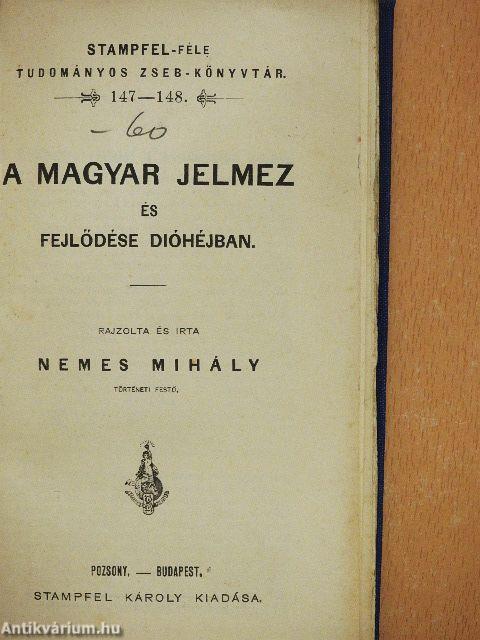 STAMPFEL-FÉLE
TUDOMÁNYOS ZSEB-KÖNYVTÁR.
147—148.
-60
A MAGYAR JELMEZ
ÉS
FEJLŐDÉSE DIÓHÉJBAN.
RAJZOLTA ÉS IRTA
NEMES MIHÁLY
TÖRTÉNETI FESTŐ.
POZSONY, — BUDAPEST.
STAMPFEL KÁROLY KIADÁSA.
Antikvárium.hu